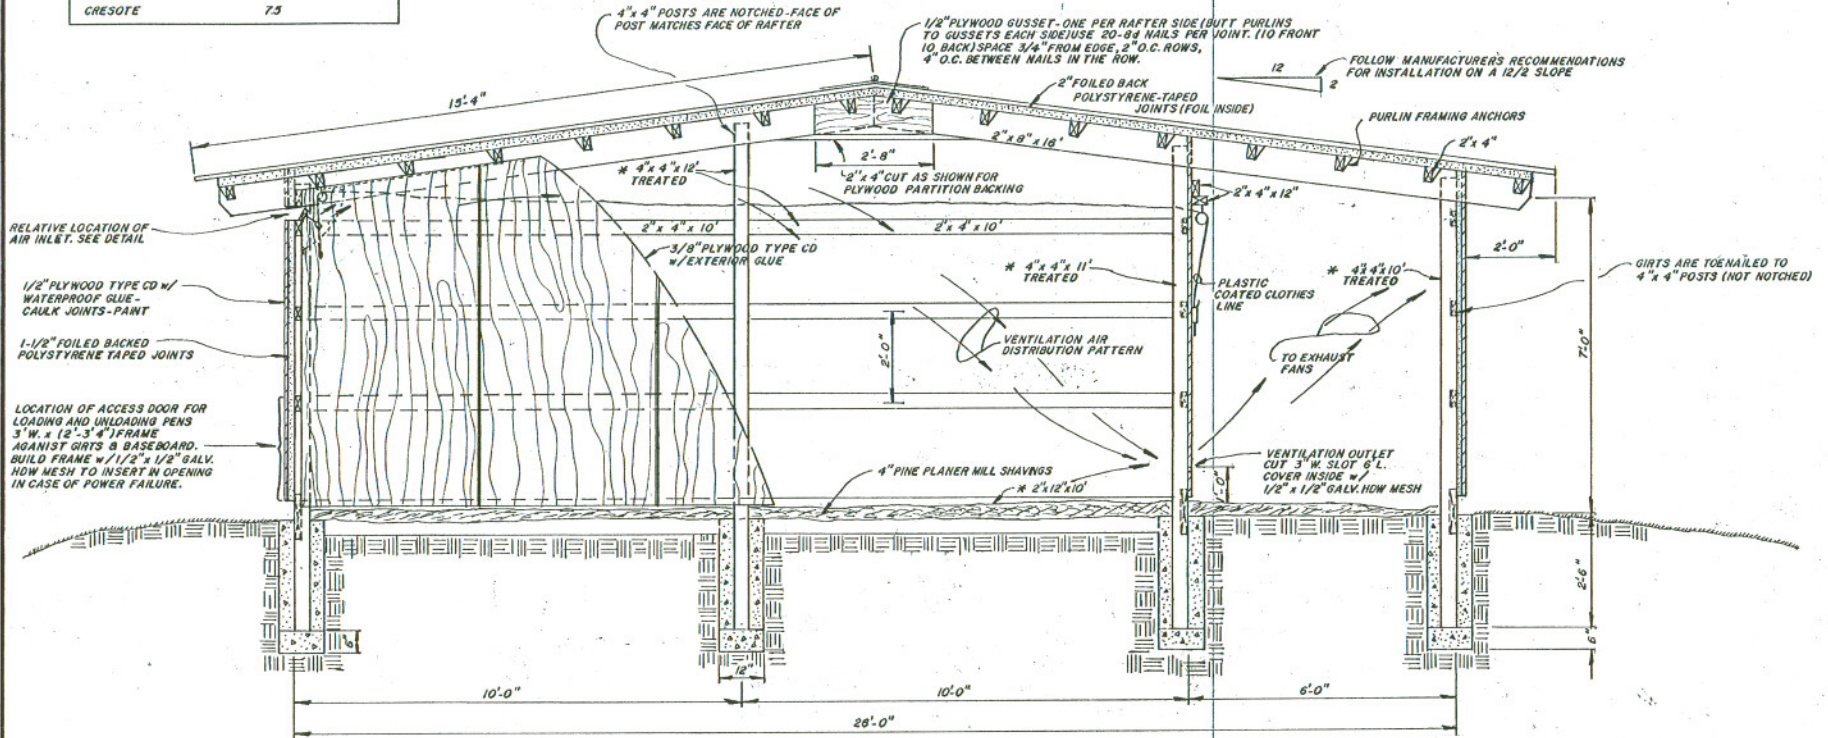 CRESOTE 7.5
4"x 4" POSTS ARE NOTCHED-FACE OF
POST MATCHES FACE OF RAFTER
1/2" PLYWOOD GUSSET-ONE PER RAFTER SIDE (BUTT PURLINS
TO GUSSETS EACH SIDE) USE 20-8d NAILS PER JOINT. (10 FRONT
10 BACK) SPACE 3/4" FROM EDGE, 2" O.C. ROWS,
4" O.C. BETWEEN NAILS IN THE ROW.
12
2
FOLLOW MANUFACTURERS RECOMMENDATIONS
FOR INSTALLATION ON A 12/2 SLOPE
15'-4"
2" FOILED BACK
POLYSTYRENE-TAPED
JOINTS (FOIL INSIDE)
PURLIN FRAMING ANCHORS
2"x 4"
2"x 8"x 16'
2'-8"
2"x 4" CUT AS SHOWN FOR
PLYWOOD PARTITION BACKING
* 4"x 4"x 12'
TREATED
2"x 4"x 12"
RELATIVE LOCATION OF
AIR INLET. SEE DETAIL
2"x 4"x 10'
2"x 4"x 10'
3/8" PLYWOOD TYPE CD
w/EXTERIOR GLUE
2'-0"
* 4"x 4"x 11'
TREATED
* 4"x 4"x 10'
TREATED
GIRTS ARE TOENAILED TO
4"x 4" POSTS (NOT NOTCHED)
1/2" PLYWOOD TYPE CD w/
WATERPROOF GLUE-
CAULK JOINTS-PAINT
PLASTIC
COATED CLOTHES
LINE
1-1/2" FOILED BACKED
POLYSTYRENE TAPED JOINTS
2'-0"
VENTILATION AIR
DISTRIBUTION PATTERN
TO EXHAUST
FANS
7'-0"
LOCATION OF ACCESS DOOR FOR
LOADING AND UNLOADING PENS
3'W. x (2'-3'4") FRAME
AGANIST GIRTS & BASEBOARD.
BUILD FRAME w/1/2"x 1/2" GALV.
HDW MESH TO INSERT IN OPENING
IN CASE OF POWER FAILURE.
4" PINE PLANER MILL SHAVINGS
* 2"x12"x10'
1'-0"
VENTILATION OUTLET
CUT 3" W. SLOT 6'L.
COVER INSIDE w/
1/2" x 1/2" GALV. HDW MESH
2'-6"
6"
6"
12"
10'-0"
10'-0"
6'-0"
26'-0"